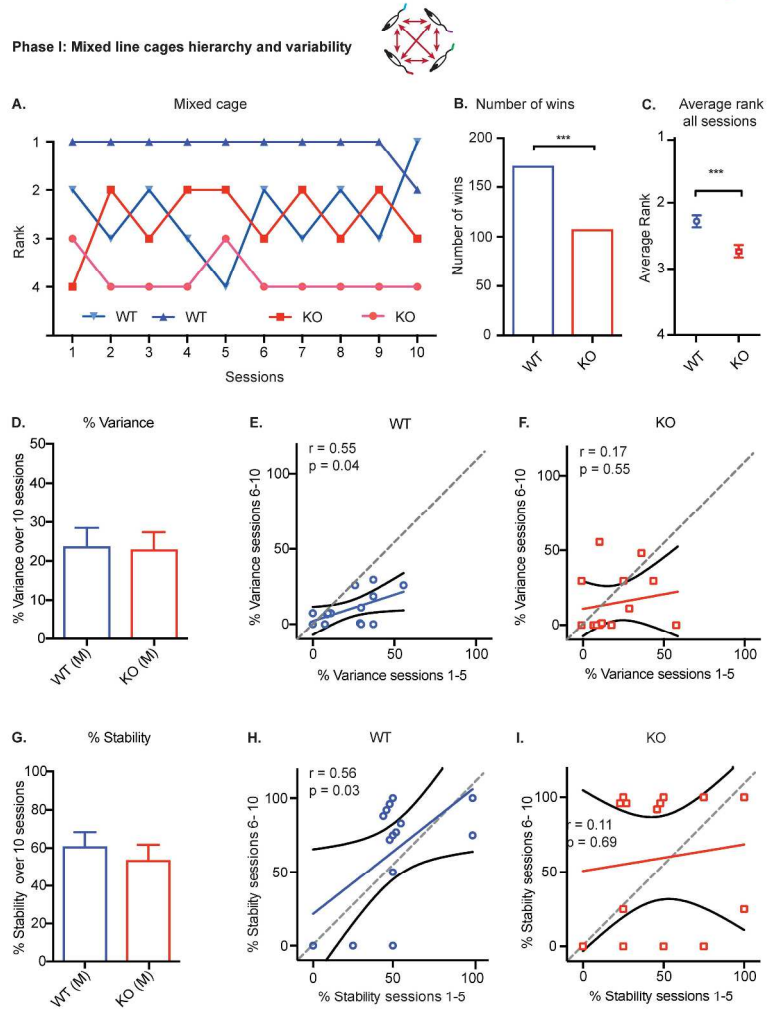 Phase I: Mixed line cages hierarchy and variability
A. Mixed cage
Rank
1
2
3
4
WT WT KO KO
1 2 3 4 5 6 7 8 9 10
Sessions
B. Number of wins
Number of wins
200
150
100
50
0
***
WT KO
C. Average rank
all sessions
Average Rank
1
2
3
4
***
WT KO
D. % Variance
% Variance over 10 sessions
50
40
30
20
10
0
WT (M) KO (M)
E. WT
r = 0.55
p = 0.04
% Variance sessions 6-10
100
50
0
0 50 100
% Variance sessions 1-5
F. KO
r = 0.17
p = 0.55
% Variance sessions 6-10
100
50
0
0 50 100
% Variance sessions 1-5
G. % Stability
% Stability over 10 sessions
100
80
60
40
20
0
WT (M) KO (M)
H. WT
r = 0.56
p = 0.03
% Stability sessions 6- 10
100
50
0
0 50 100
% Stability sessions 1-5
I. KO
r = 0.11
p = 0.69
% Stability sessions 6-10
100
50
0
0 50 100
% Stability sessions 1-5